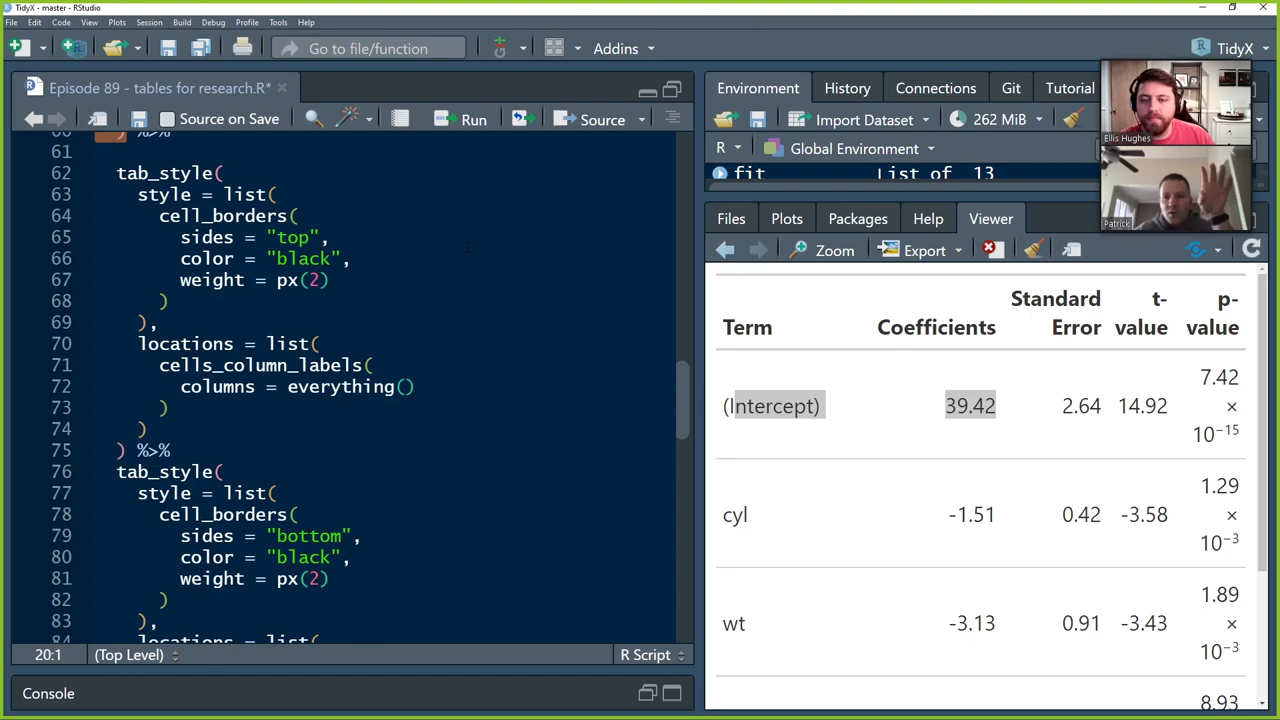 TidyX - master - RStudio
File Edit Code View Plots Session Build Debug Profile Tools Help
Go to file/function
Addins
TidyX
Episode 89 - tables for research.R*
Source on Save
Run
Source
60 ) %>%
61
62 tab_style(
63 style = list(
64 cell_borders(
65 sides = "top",
66 color = "black",
67 weight = px(2)
68 )
69 ),
70 locations = list(
71 cells_column_labels(
72 columns = everything()
73 )
74 )
75 ) %>%
76 tab_style(
77 style = list(
78 cell_borders(
79 sides = "bottom",
80 color = "black",
81 weight = px(2)
82 )
83 ),
84 locations = list(
20:1 (Top Level)
R Script
Console
Environment History Connections Git Tutorial
Import Dataset 262 MiB
R Global Environment
fit List of 13
Files Plots Packages Help Viewer
Zoom Export
Term Coefficients Standard Error t-value p-value
(Intercept) 39.42 2.64 14.92 7.42 × 10−15
cyl -1.51 0.42 -3.58 1.29 × 10−3
wt -3.13 0.91 -3.43 1.89 × 10−3
8.93
Ellis Hughes
Patrick